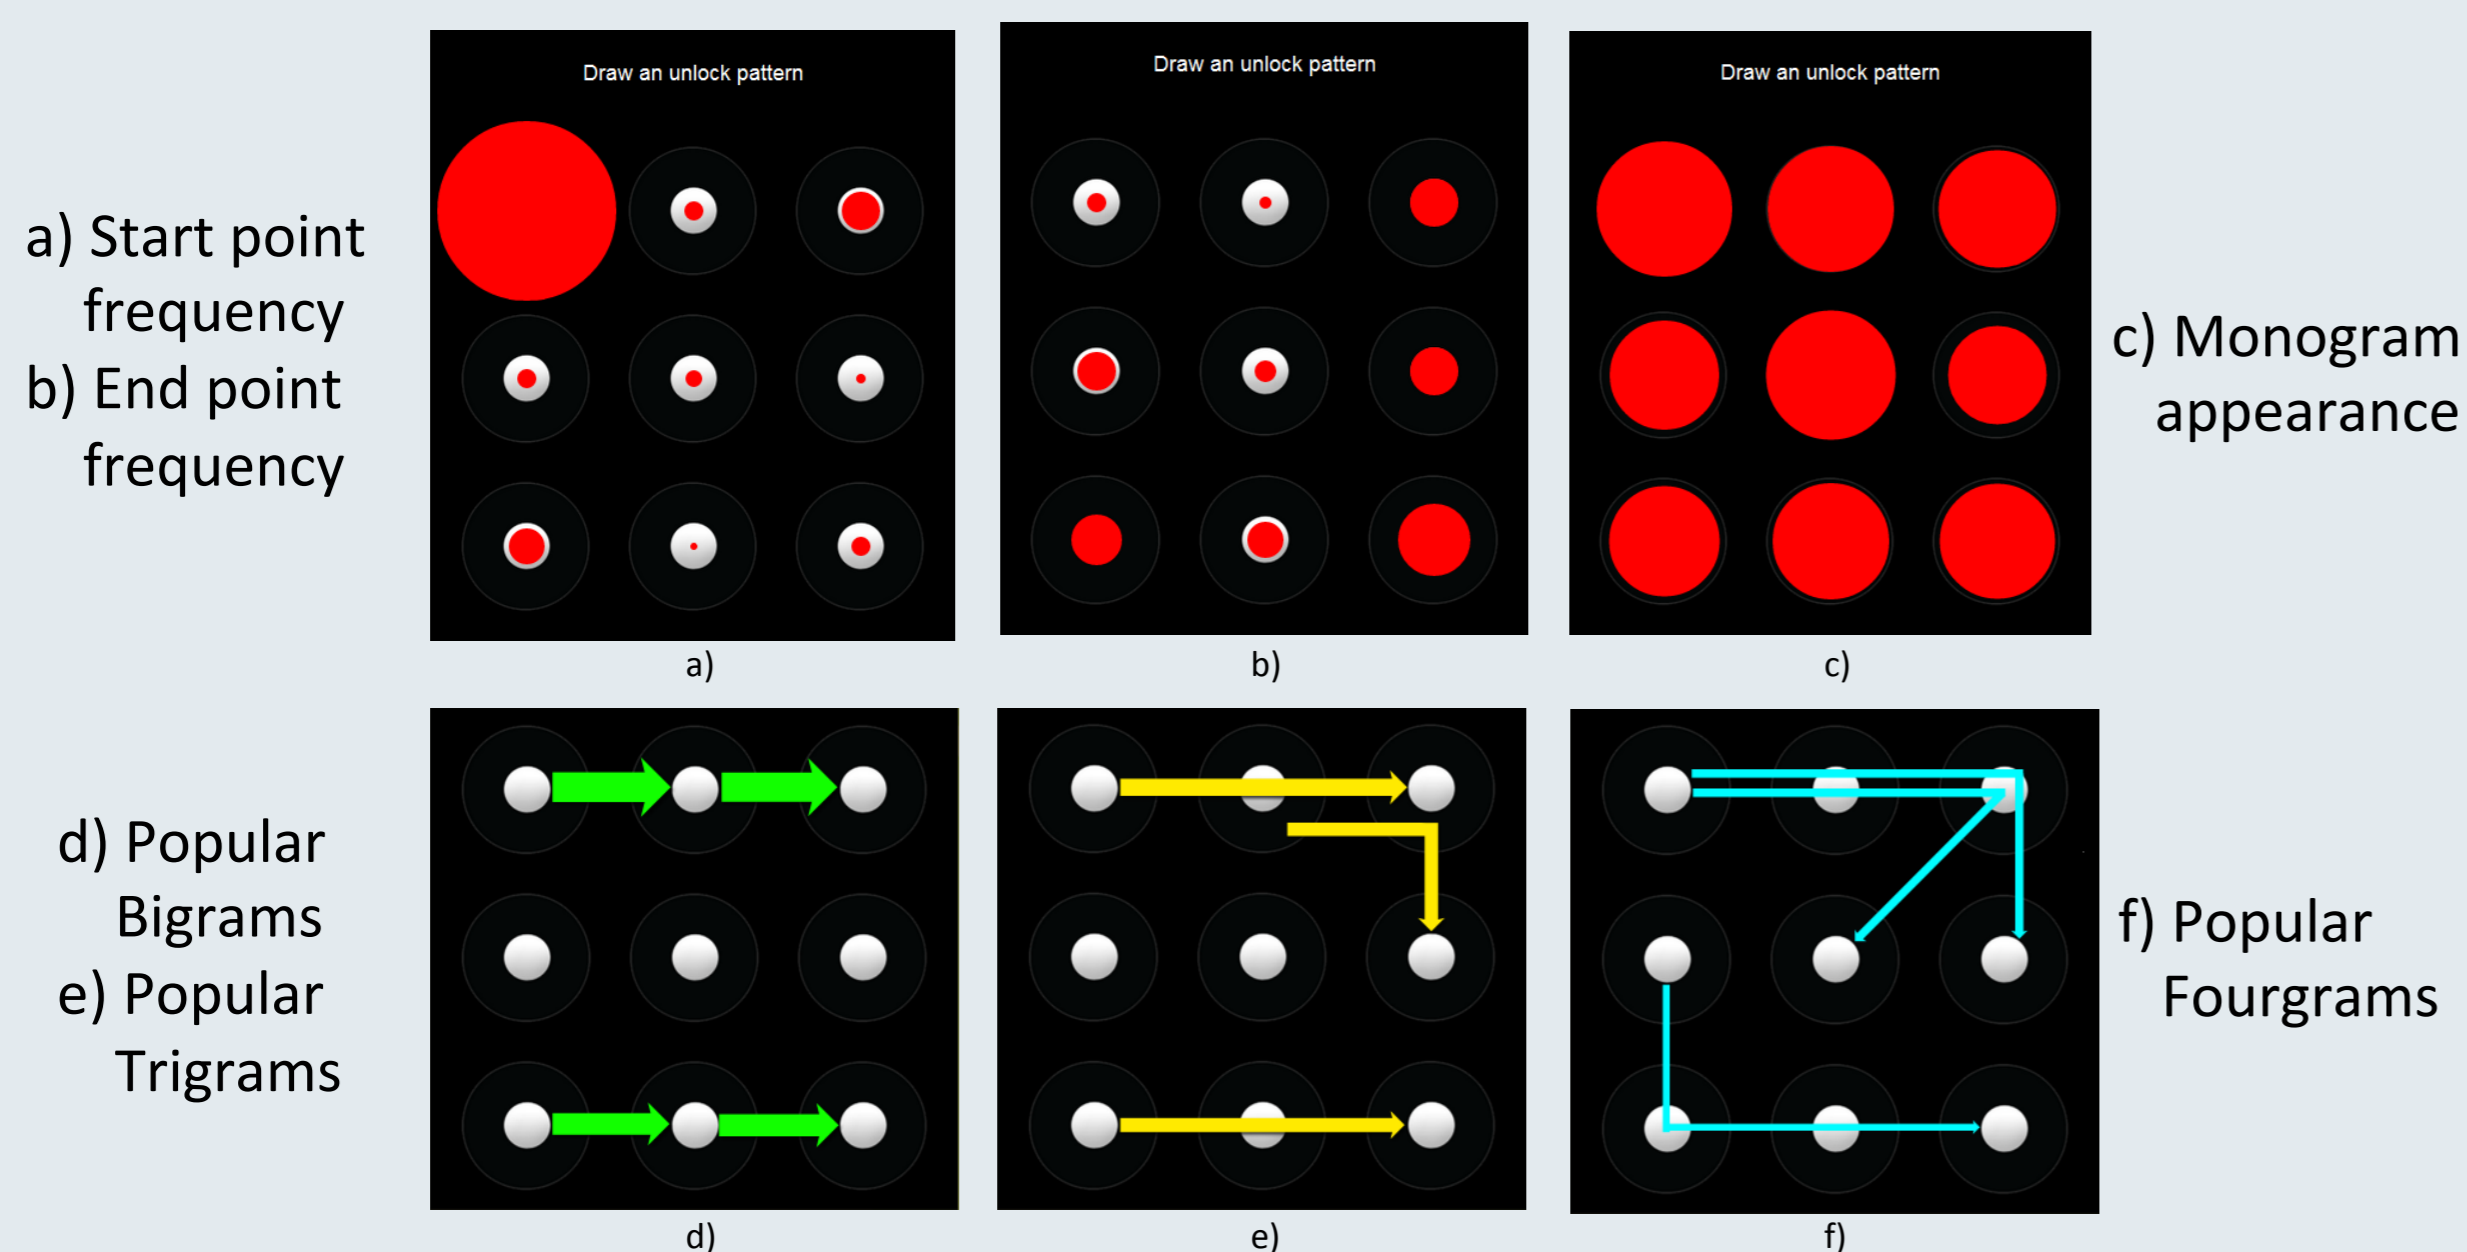 a) Start point
frequency
b) End point
frequency
Draw an unlock pattern
Draw an unlock pattern
Draw an unlock pattern
c) Monogram
appearance
a)
b)
c)
d) Popular
Bigrams
e) Popular
Trigrams
f) Popular
Fourgrams
d)
e)
f)